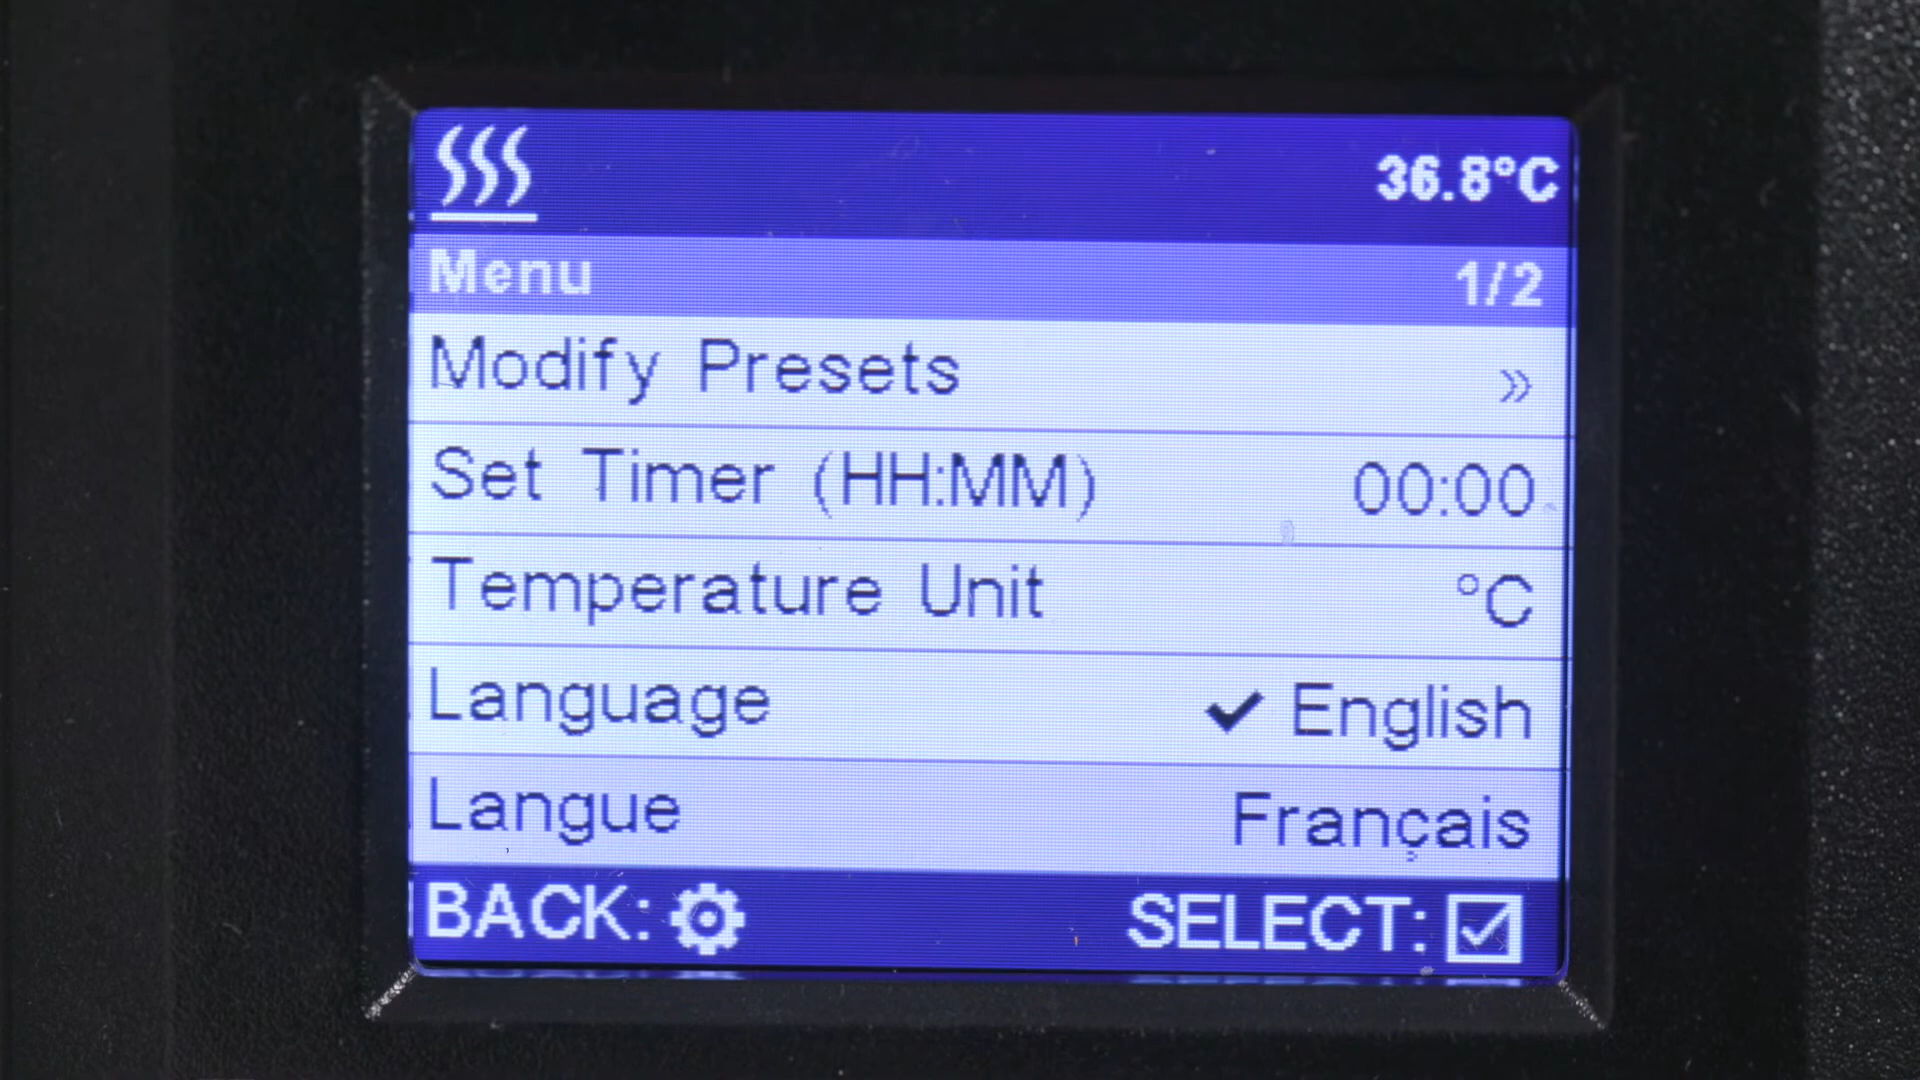 36.8°C
Menu 1/2
Modify Presets »
Set Timer (HH:MM) 00:00
Temperature Unit °C
Language ✓ English
Langue Français
BACK: SELECT: